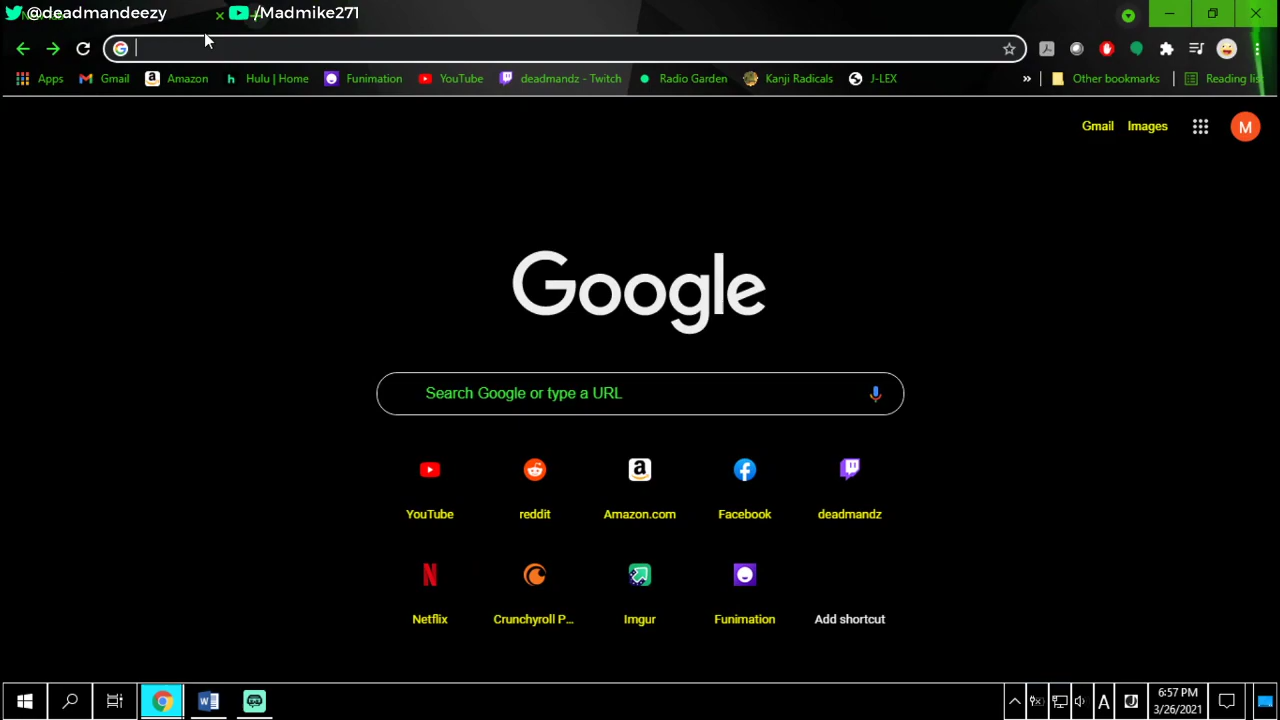 @deadmandeezy /Madmike271
Apps Gmail Amazon Hulu | Home Funimation YouTube deadmandz - Twitch Radio Garden Kanji Radicals J-LEX » Other bookmarks Reading list
Gmail Images M
Google
Search Google or type a URL
YouTube reddit Amazon.com Facebook deadmandz
Netflix Crunchyroll P... Imgur Funimation Add shortcut
A 6:57 PM
3/26/2021